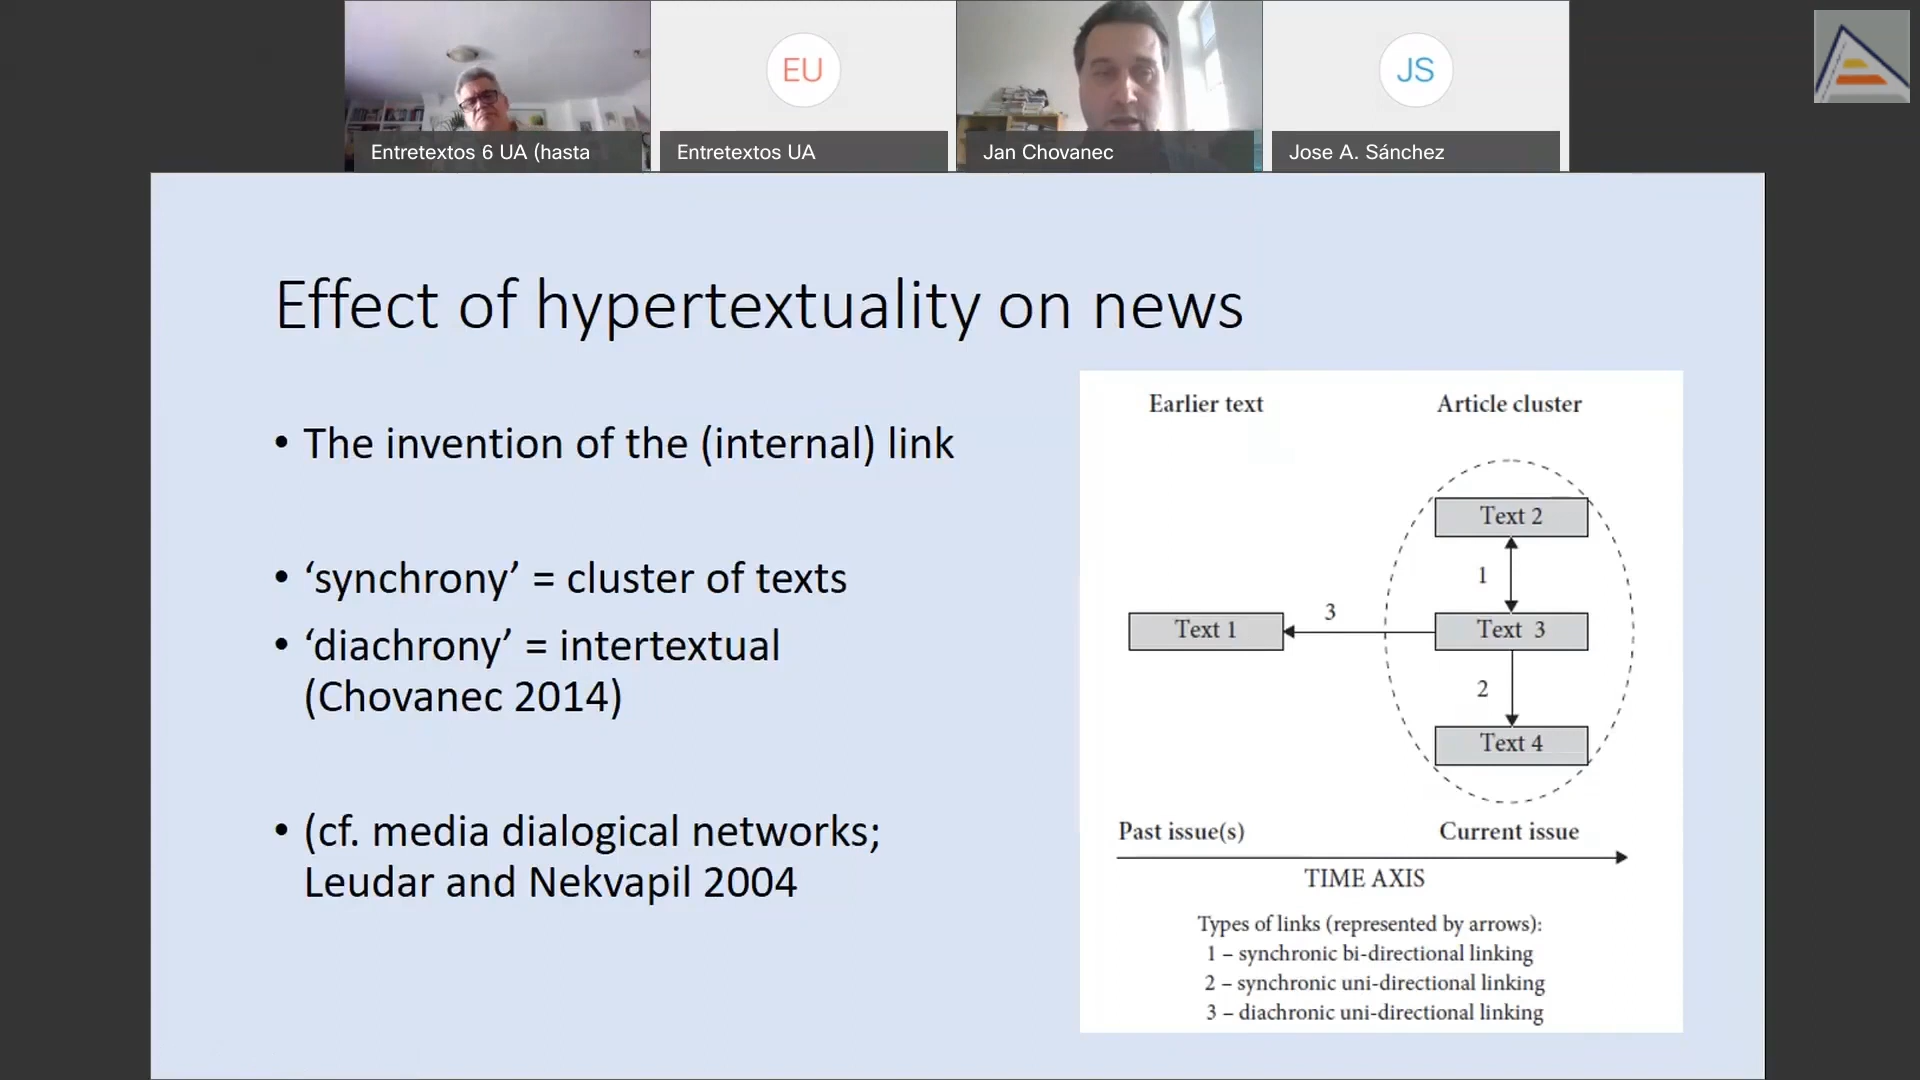 EU
JS
Entretextos 6 UA (hasta
Entretextos UA
Jan Chovanec
Jose A. Sánchez
Effect of hypertextuality on news
• The invention of the (internal) link
• ‘synchrony’ = cluster of texts
• ‘diachrony’ = intertextual
(Chovanec 2014)
• (cf. media dialogical networks;
Leudar and Nekvapil 2004
Earlier text
Article cluster
Text 2
1
Text 1
3
Text 3
2
Text 4
Past issue(s)
Current issue
TIME AXIS
Types of links (represented by arrows):
1 – synchronic bi-directional linking
2 – synchronic uni-directional linking
3 – diachronic uni-directional linking